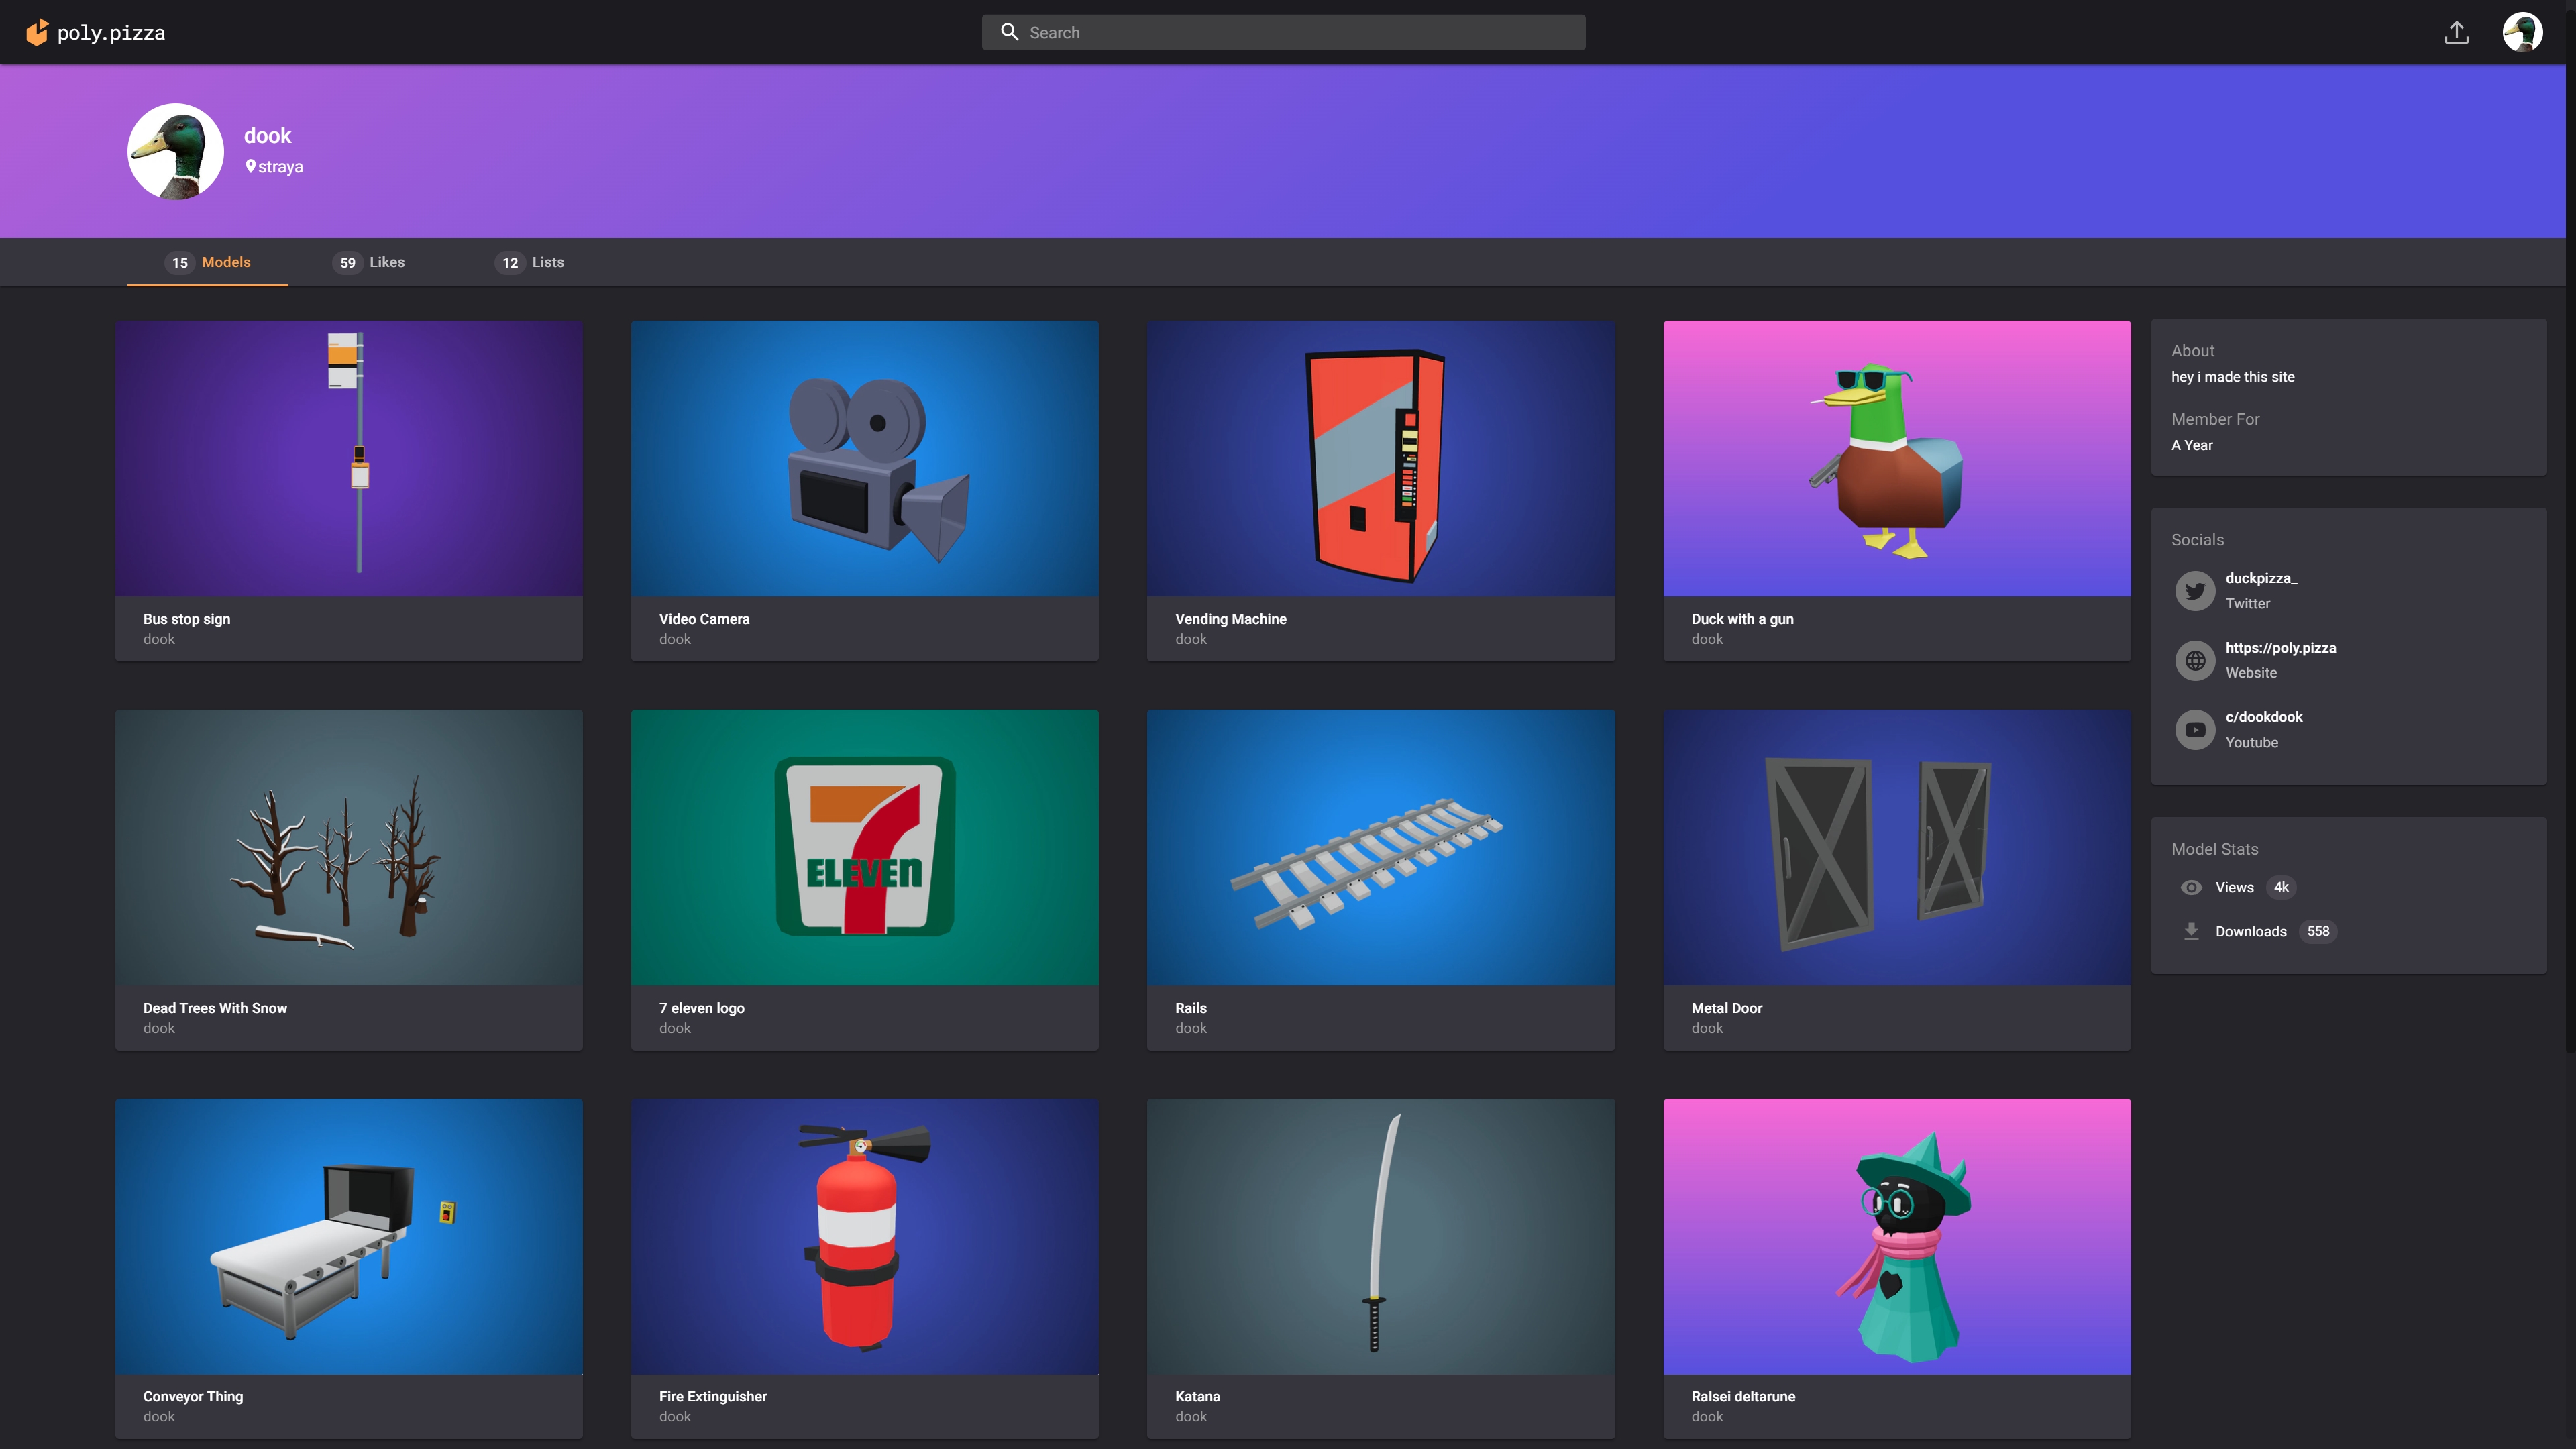 poly.pizza
Search
dook
straya
15 Models
59 Likes
12 Lists
Bus stop sign
dook
Video Camera
dook
Vending Machine
dook
Duck with a gun
dook
About
hey i made this site
Member For
A Year
Socials
duckpizza_
Twitter
https://poly.pizza
Website
c/dookdook
Youtube
ELEVEN
Dead Trees With Snow
dook
7 eleven logo
dook
Rails
dook
Metal Door
dook
Model Stats
Views 4k
Downloads 558
Conveyor Thing
dook
Fire Extinguisher
dook
Katana
dook
Ralsei deltarune
dook